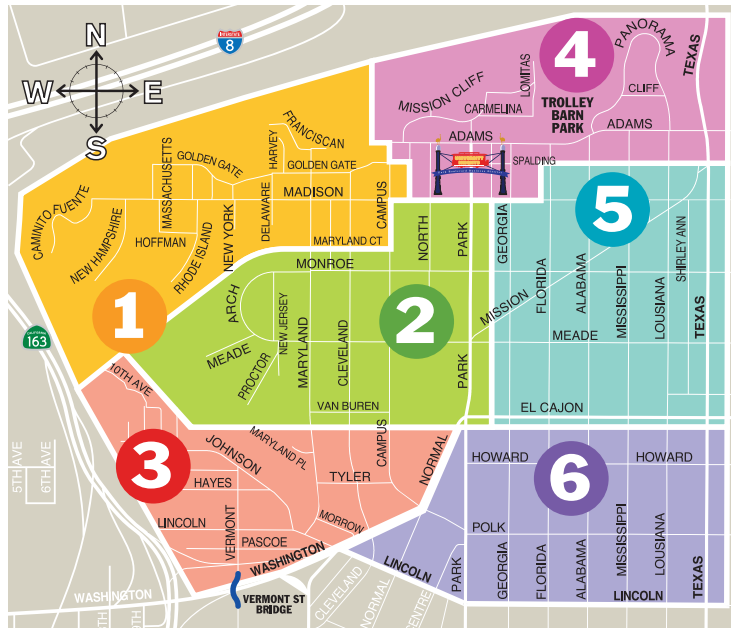 N
W
E
S
INTERSTATE
8
4
PANORAMA
TEXAS
LOMITAS
MISSION CLIFF
CARMELINA
CLIFF
TROLLEY
BARN
PARK
ADAMS
ADAMS
FRANCISCAN
HARVEY
MASSACHUSETTS
GOLDEN GATE
GOLDEN GATE
SPALDING
MADISON
CAMPUS
CAMINITO FUENTE
NEW HAMPSHIRE
HOFFMAN
RHODE ISLAND
NEW YORK
DELAWARE
MARYLAND CT
NORTH
PARK
GEORGIA
5
SHIRLEY ANN
MONROE
FLORIDA
ALABAMA
MISSISSIPPI
LOUISIANA
TEXAS
1
ARCH
2
MISSION
CALIFORNIA
163
NEW JERSEY
MARYLAND
CLEVELAND
MEADE
MEADE
PROCTOR
PARK
10TH AVE
VAN BUREN
EL CAJON
3
JOHNSON
MARYLAND PL
CAMPUS
NORMAL
HOWARD
HOWARD
5TH AVE
6TH AVE
HAYES
TYLER
6
LINCOLN
VERMONT
MORROW
POLK
PASCOE
WASHINGTON
LINCOLN
PARK
GEORGIA
FLORIDA
ALABAMA
MISSISSIPPI
LOUISIANA
TEXAS
WASHINGTON
VERMONT ST
BRIDGE
CLEVELAND
NORMAL
CENTRE
LINCOLN